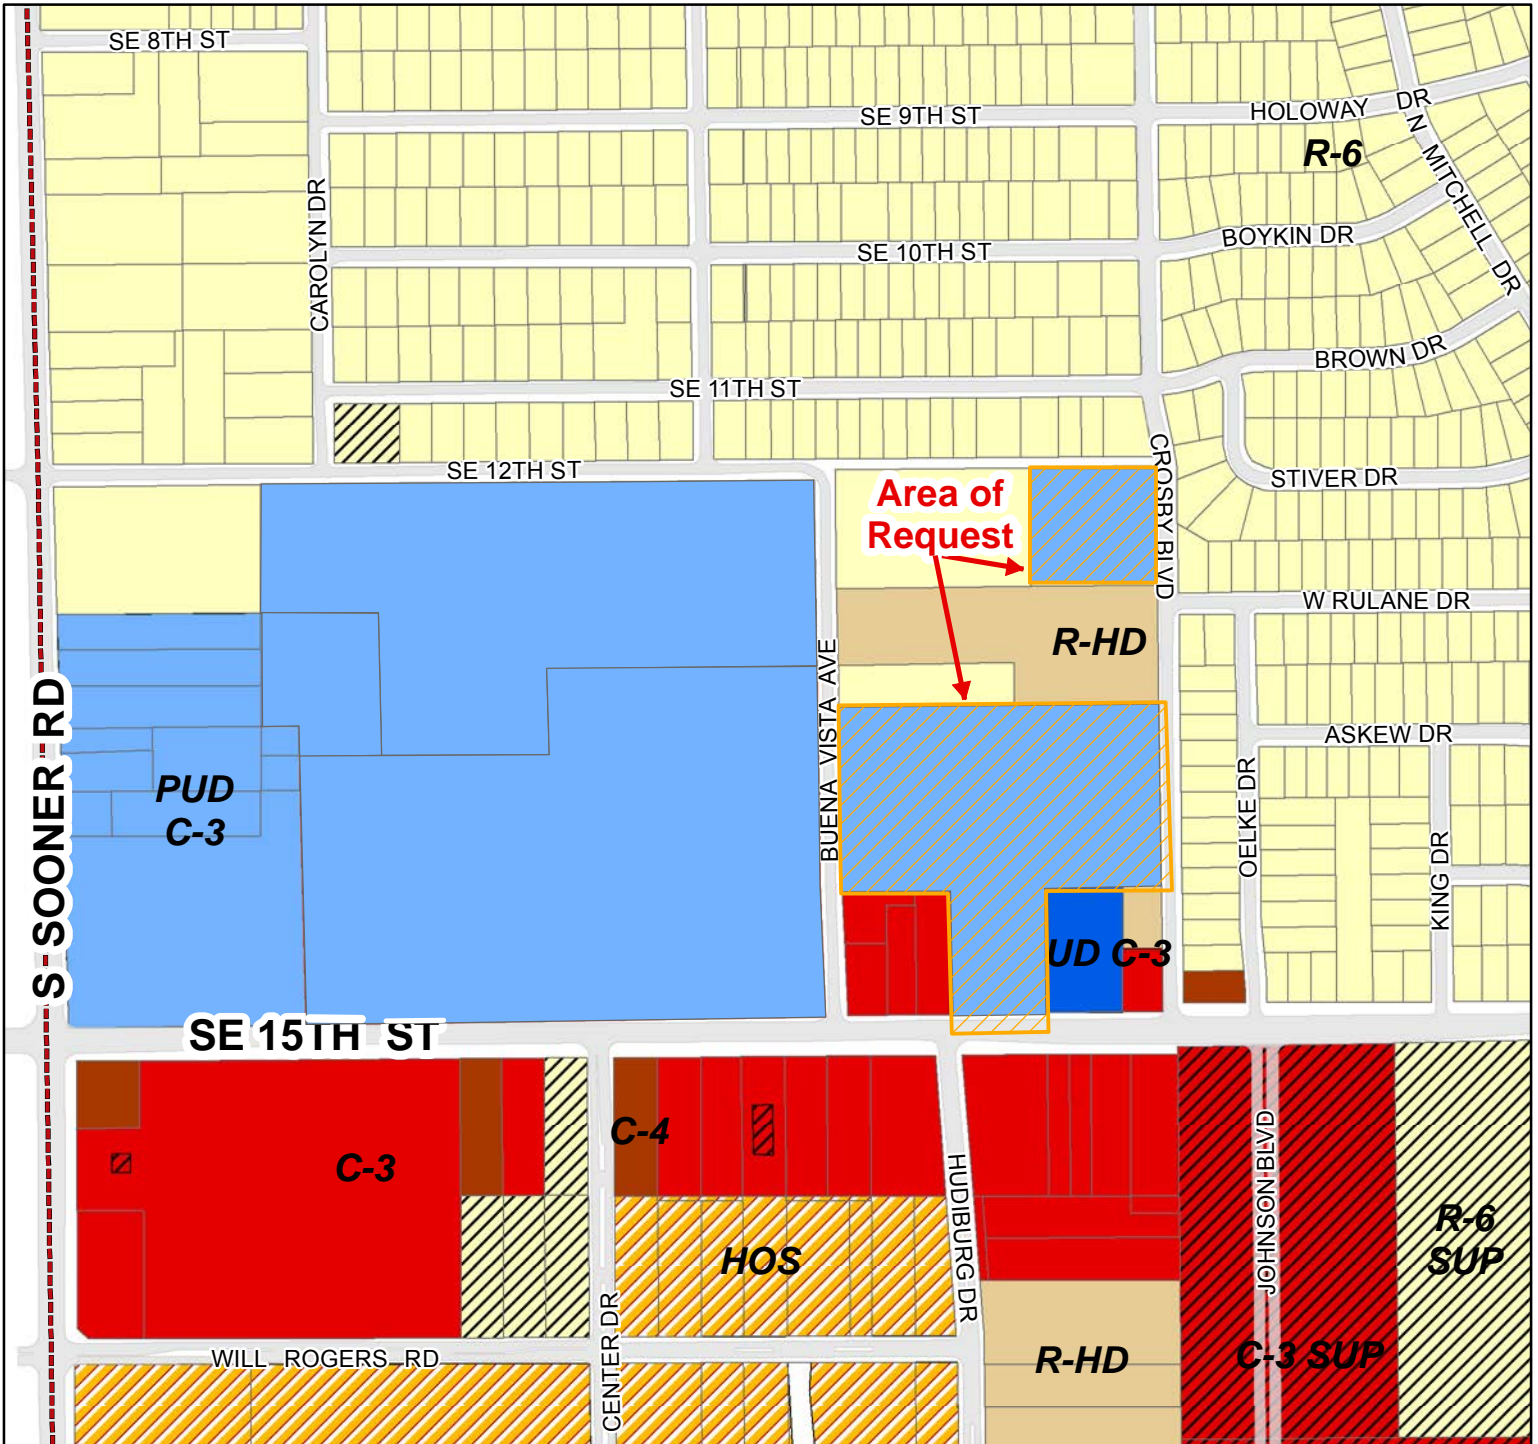 SE 8TH ST
SE 9TH ST
HOLOWAY DR
R-6
N MITCHELL DR
CAROLYN DR
SE 10TH ST
BOYKIN DR
BROWN DR
SE 11TH ST
SE 12TH ST
CROSBY BLVD
STIVER DR
Area of
Request
W RULANE DR
R-HD
S SOONER RD
BUENA VISTA AVE
ASKEW DR
OELKE DR
KING DR
PUD
C-3
UD C-3
SE 15TH ST
C-3
C-4
HUDIBURG DR
JOHNSON BLVD
R-6
SUP
HOS
CENTER DR
WILL ROGERS RD
R-HD
C-3 SUP